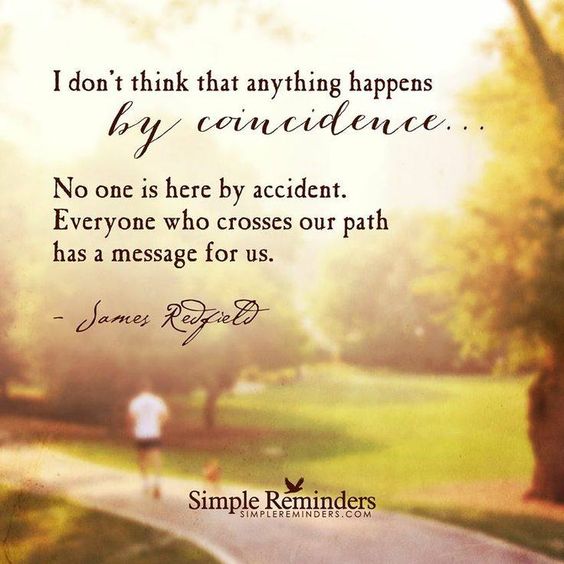 I don't think that anything happens
by coincidence...
No one is here by accident.
Everyone who crosses our path
has a message for us.
- James Redfield
Simple Reminders
SIMPLEREMINDERS.COM